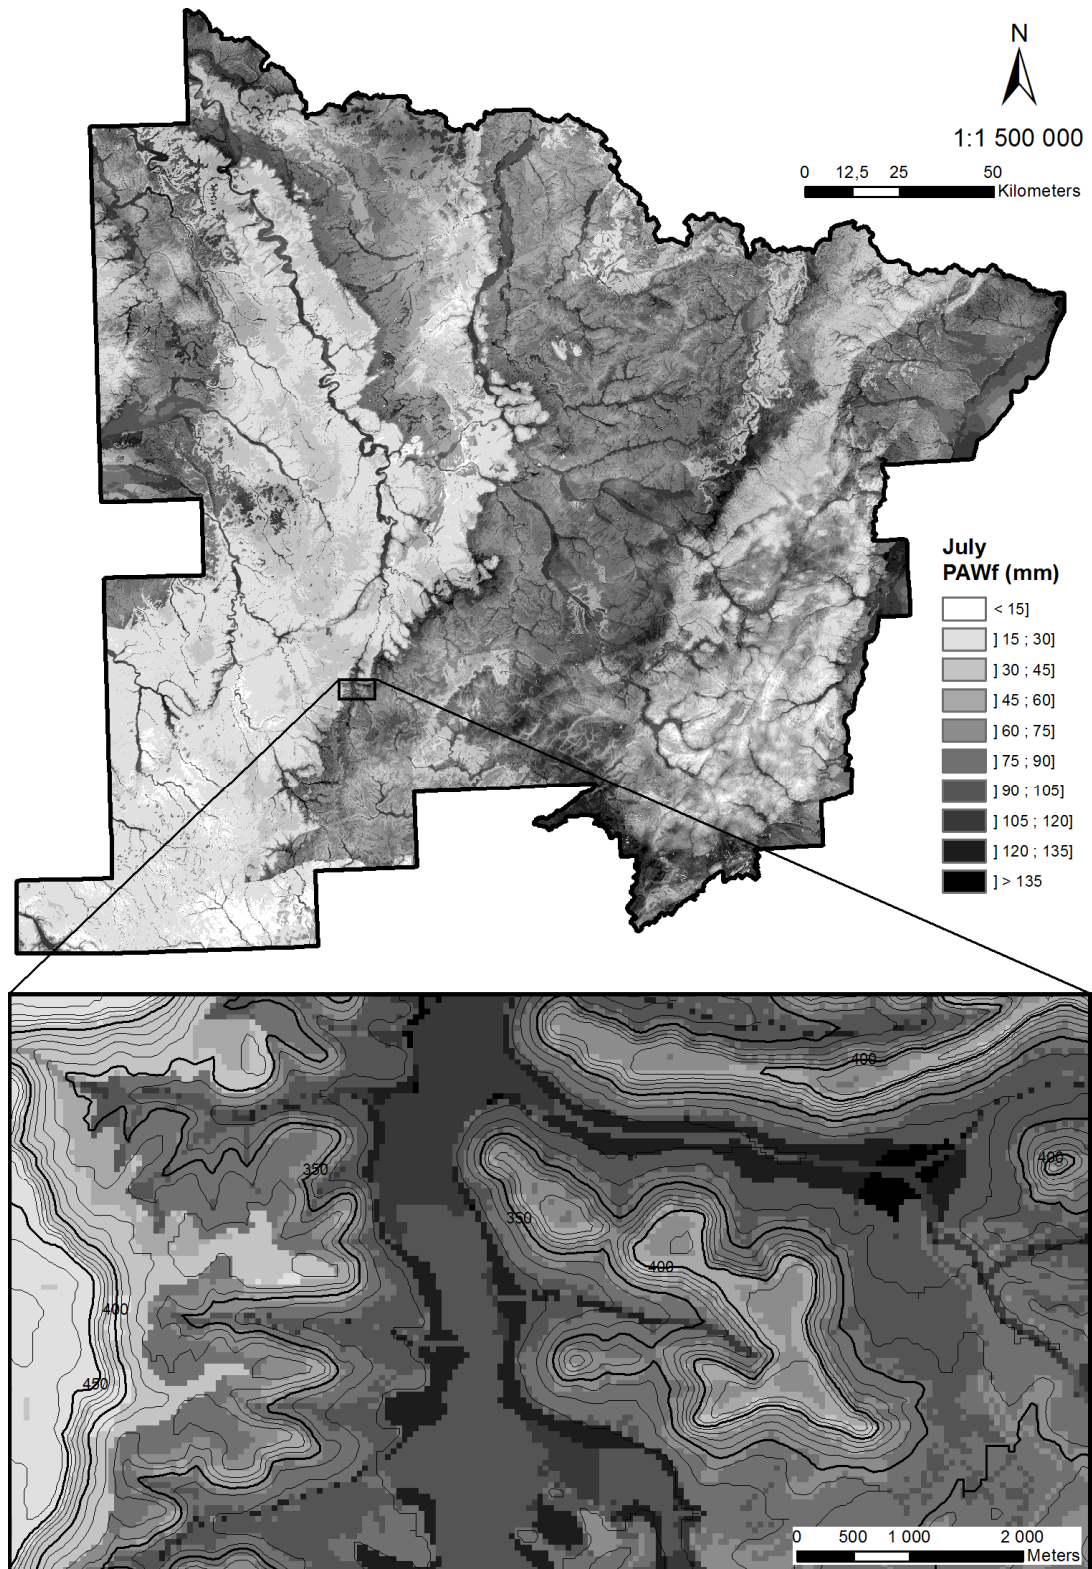 N
1:1 500 000
0 12,5 25 50
Kilometers
July
PAWf (mm)
< 15]
] 15 ; 30]
] 30 ; 45]
] 45 ; 60]
] 60 ; 75]
] 75 ; 90]
] 90 ; 105]
] 105 ; 120]
] 120 ; 135]
] > 135
400
400
350
350
400
400
450
0 500 1 000 2 000
Meters